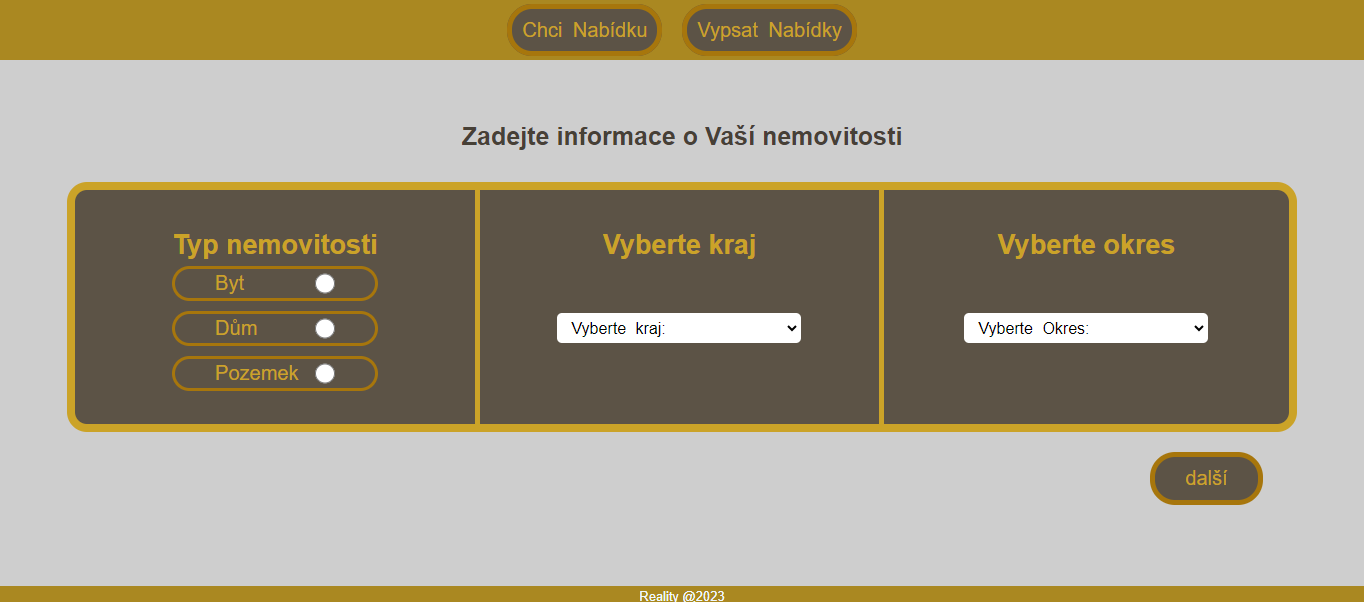 Chci Nabídku Vypsat Nabídky
Zadejte informace o Vaší nemovitosti
Typ nemovitosti
Byt
Dům
Pozemek
Vyberte kraj
Vyberte kraj:
Vyberte okres
Vyberte Okres:
další
Reality @2023